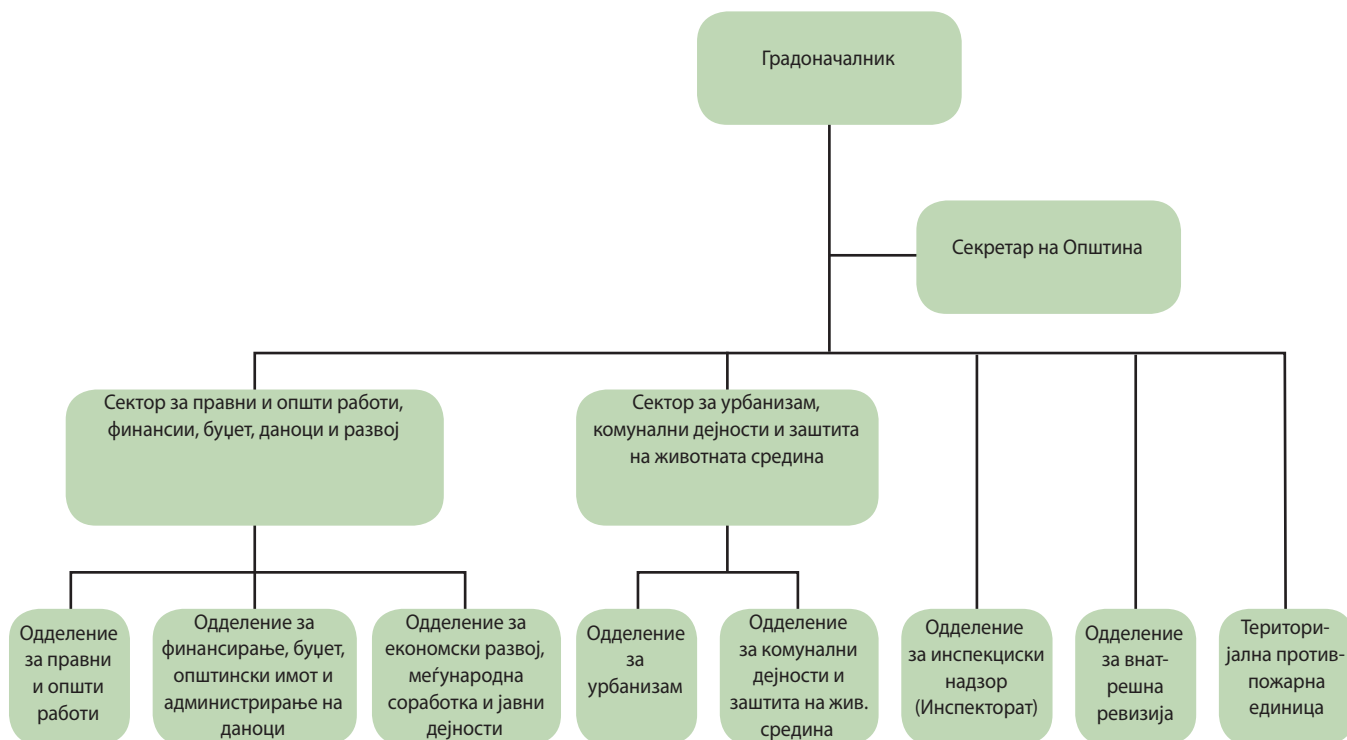 Градоначалник
Секретар на Општина
Сектор за правни и општи работи,
финансии, буџет, даноци и развој
Сектор за урбанизам,
комунални дејности и заштита
на животната средина
Одделение
за правни
и општи
работи
Одделение за
финансирање, буџет,
општински имот и
администрирање на
даноци
Одделение за
економски развој,
меѓународна
соработка и јавни
дејности
Одделение
за
урбанизам
Одделение
за комунални
дејности и
заштита на жив.
средина
Одделение
за инспекциски
надзор
(Инспекторат)
Одделение
за внат-
решна
ревизија
Територи-
јална против-
пожарна
единица